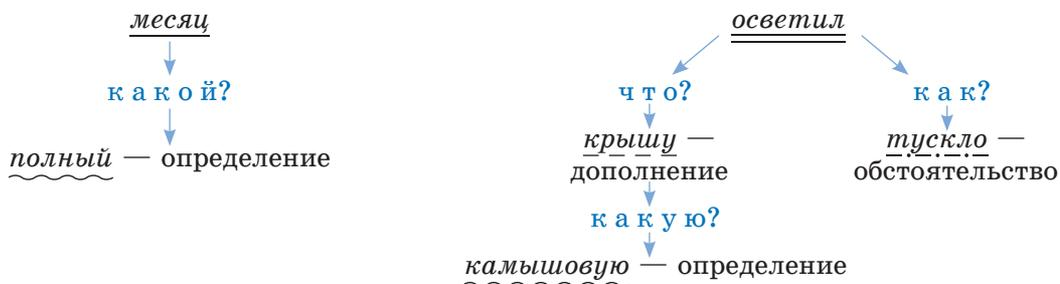 месяц
какой?
полный — определение
осветил
что?
крышу —
дополнение
какую?
камышовую — определение
как?
тускло —
обстоятельство